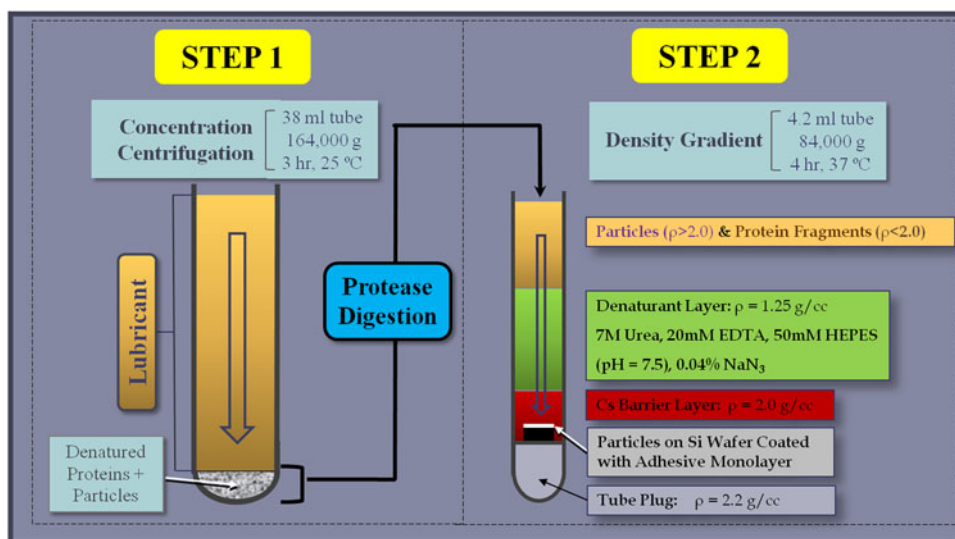 STEP 1
Concentration
Centrifugation
38 ml tube
164,000 g
3 hr, 25 ºC
Lubricant
Denatured
Proteins +
Particles
Protease
Digestion
STEP 2
Density Gradient
4.2 ml tube
84,000 g
4 hr, 37 ºC
Particles (ρ>2.0) & Protein Fragments (ρ<2.0)
Denaturant Layer: ρ = 1.25 g/cc
7M Urea, 20mM EDTA, 50mM HEPES
(pH = 7.5), 0.04% NaN₃
Cs Barrier Layer: ρ = 2.0 g/cc
Particles on Si Wafer Coated
with Adhesive Monolayer
Tube Plug: ρ = 2.2 g/cc